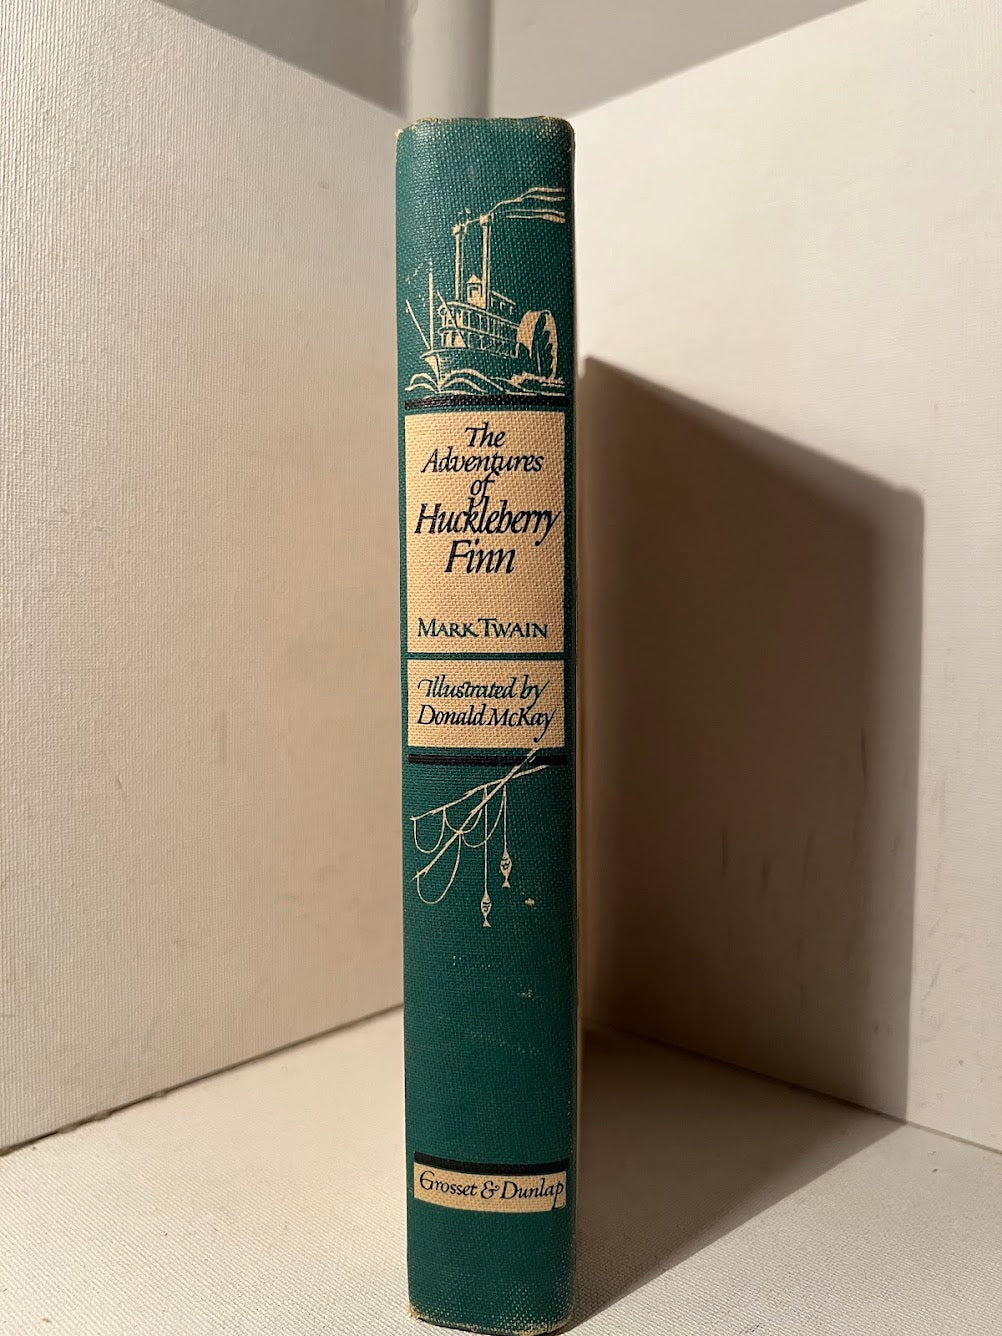 The
Adventures
of
Huckleberry
Finn
MARK TWAIN
Illustrated by
Donald McKay
Grosset & Dunlap